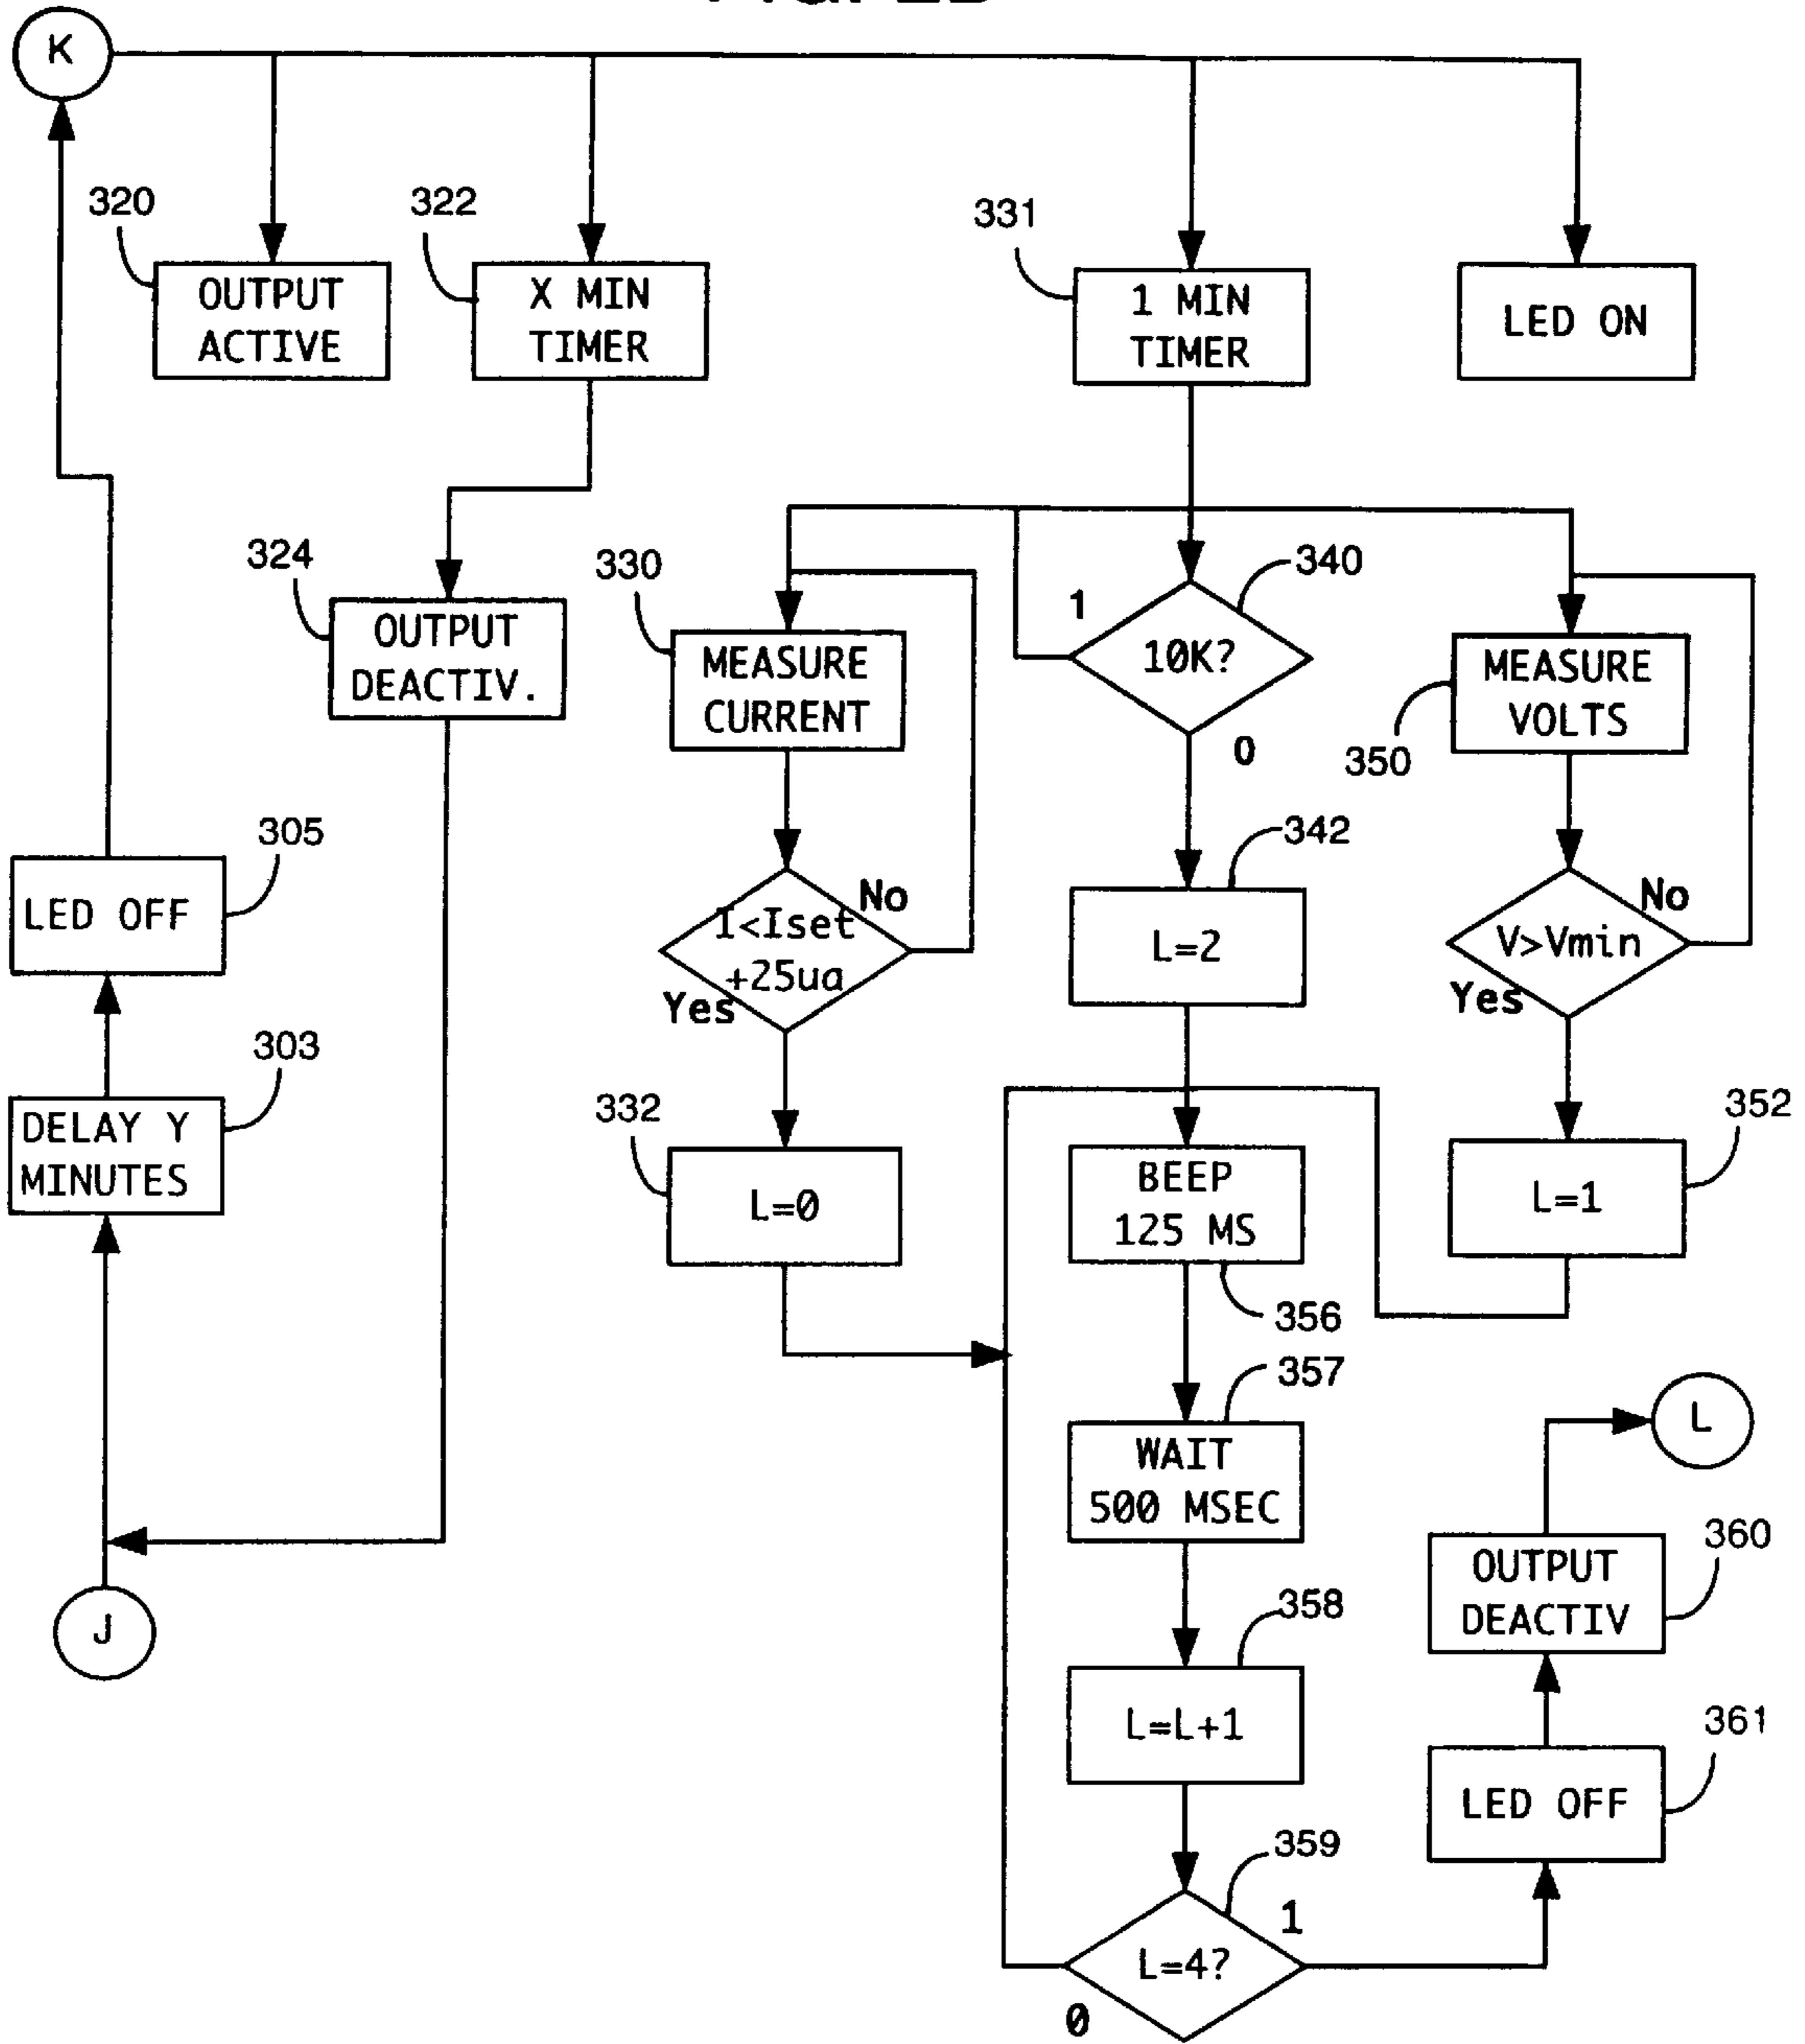 K
320
322
331
OUTPUT
ACTIVE
X MIN
TIMER
1 MIN
TIMER
LED ON
324
330
340
1
OUTPUT
DEACTIV.
MEASURE
CURRENT
10K?
MEASURE
VOLTS
0
350
305
342
LED OFF
No
I<Iset
+25ua
Yes
L=2
No
V>Vmin
Yes
303
332
352
DELAY Y
MINUTES
L=0
BEEP
125 MS
L=1
356
357
L
WAIT
500 MSEC
360
OUTPUT
DEACTIV
J
358
L=L+1
361
LED OFF
359
1
L=4?
0